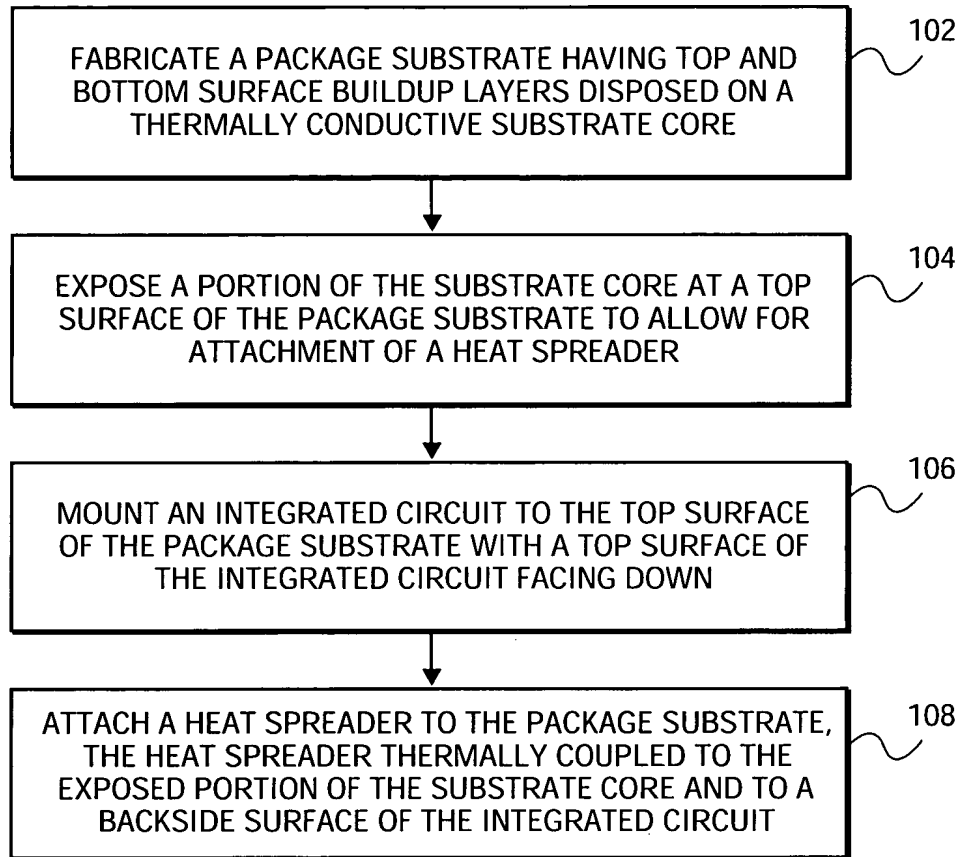 FABRICATE A PACKAGE SUBSTRATE HAVING TOP AND
BOTTOM SURFACE BUILDUP LAYERS DISPOSED ON A
THERMALLY CONDUCTIVE SUBSTRATE CORE
102
EXPOSE A PORTION OF THE SUBSTRATE CORE AT A TOP
SURFACE OF THE PACKAGE SUBSTRATE TO ALLOW FOR
ATTACHMENT OF A HEAT SPREADER
104
MOUNT AN INTEGRATED CIRCUIT TO THE TOP SURFACE
OF THE PACKAGE SUBSTRATE WITH A TOP SURFACE OF
THE INTEGRATED CIRCUIT FACING DOWN
106
ATTACH A HEAT SPREADER TO THE PACKAGE SUBSTRATE,
THE HEAT SPREADER THERMALLY COUPLED TO THE
EXPOSED PORTION OF THE SUBSTRATE CORE AND TO A
BACKSIDE SURFACE OF THE INTEGRATED CIRCUIT
108